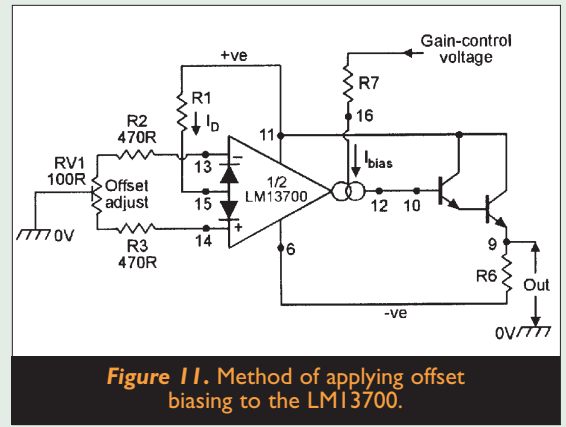 Gain-control
voltage
+ve
R7
R1
I_D
R2
470R
16
11
I_bias
RV1
100R
13
−
Offset
adjust
1/2
LM13700
15
12
10
0V
14
+
R3
470R
6
9
R6
Out
-ve
0V
Figure 11. Method of applying offset
biasing to the LM13700.